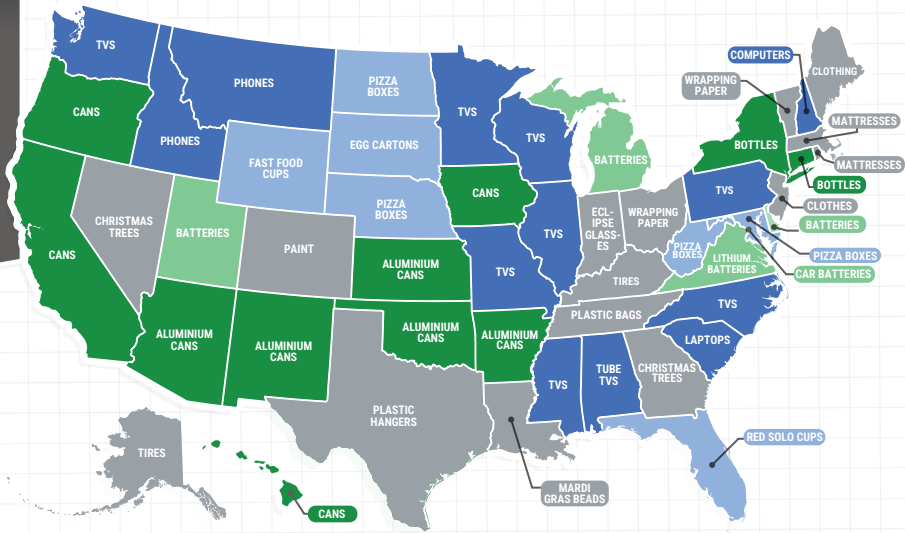 TVS
COMPUTERS
CLOTHING
WRAPPING
PAPER
PHONES
PIZZA
BOXES
TVS
CANS
MATTRESSES
TVS
PHONES
EGG CARTONS
BOTTLES
FAST FOOD
CUPS
BATTERIES
MATTRESSES
BOTTLES
TVS
CANS
PIZZA
BOXES
CLOTHES
CHRISTMAS
TREES
BATTERIES
ECL-
IPSE
GLASS-
ES
WRAPPING
PAPER
BATTERIES
TVS
PAINT
PIZZA
BOXES
PIZZA BOXES
CANS
ALUMINIUM
CANS
TVS
LITHIUM
BATTERIES
CAR BATTERIES
TIRES
TVS
PLASTIC BAGS
ALUMINIUM
CANS
ALUMINIUM
CANS
ALUMINIUM
CANS
ALUMINIUM
CANS
LAPTOPS
TVS
TUBE
TVS
CHRISTMAS
TREES
PLASTIC
HANGERS
RED SOLO CUPS
TIRES
MARDI
GRAS BEADS
CANS